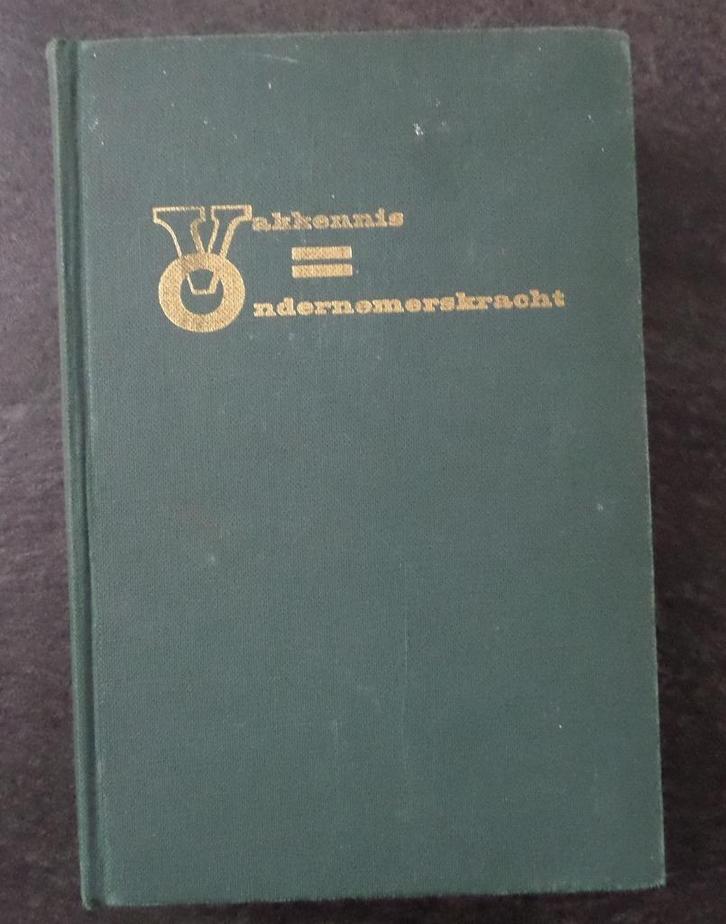 Vakkennis
=
Ondernemerskracht